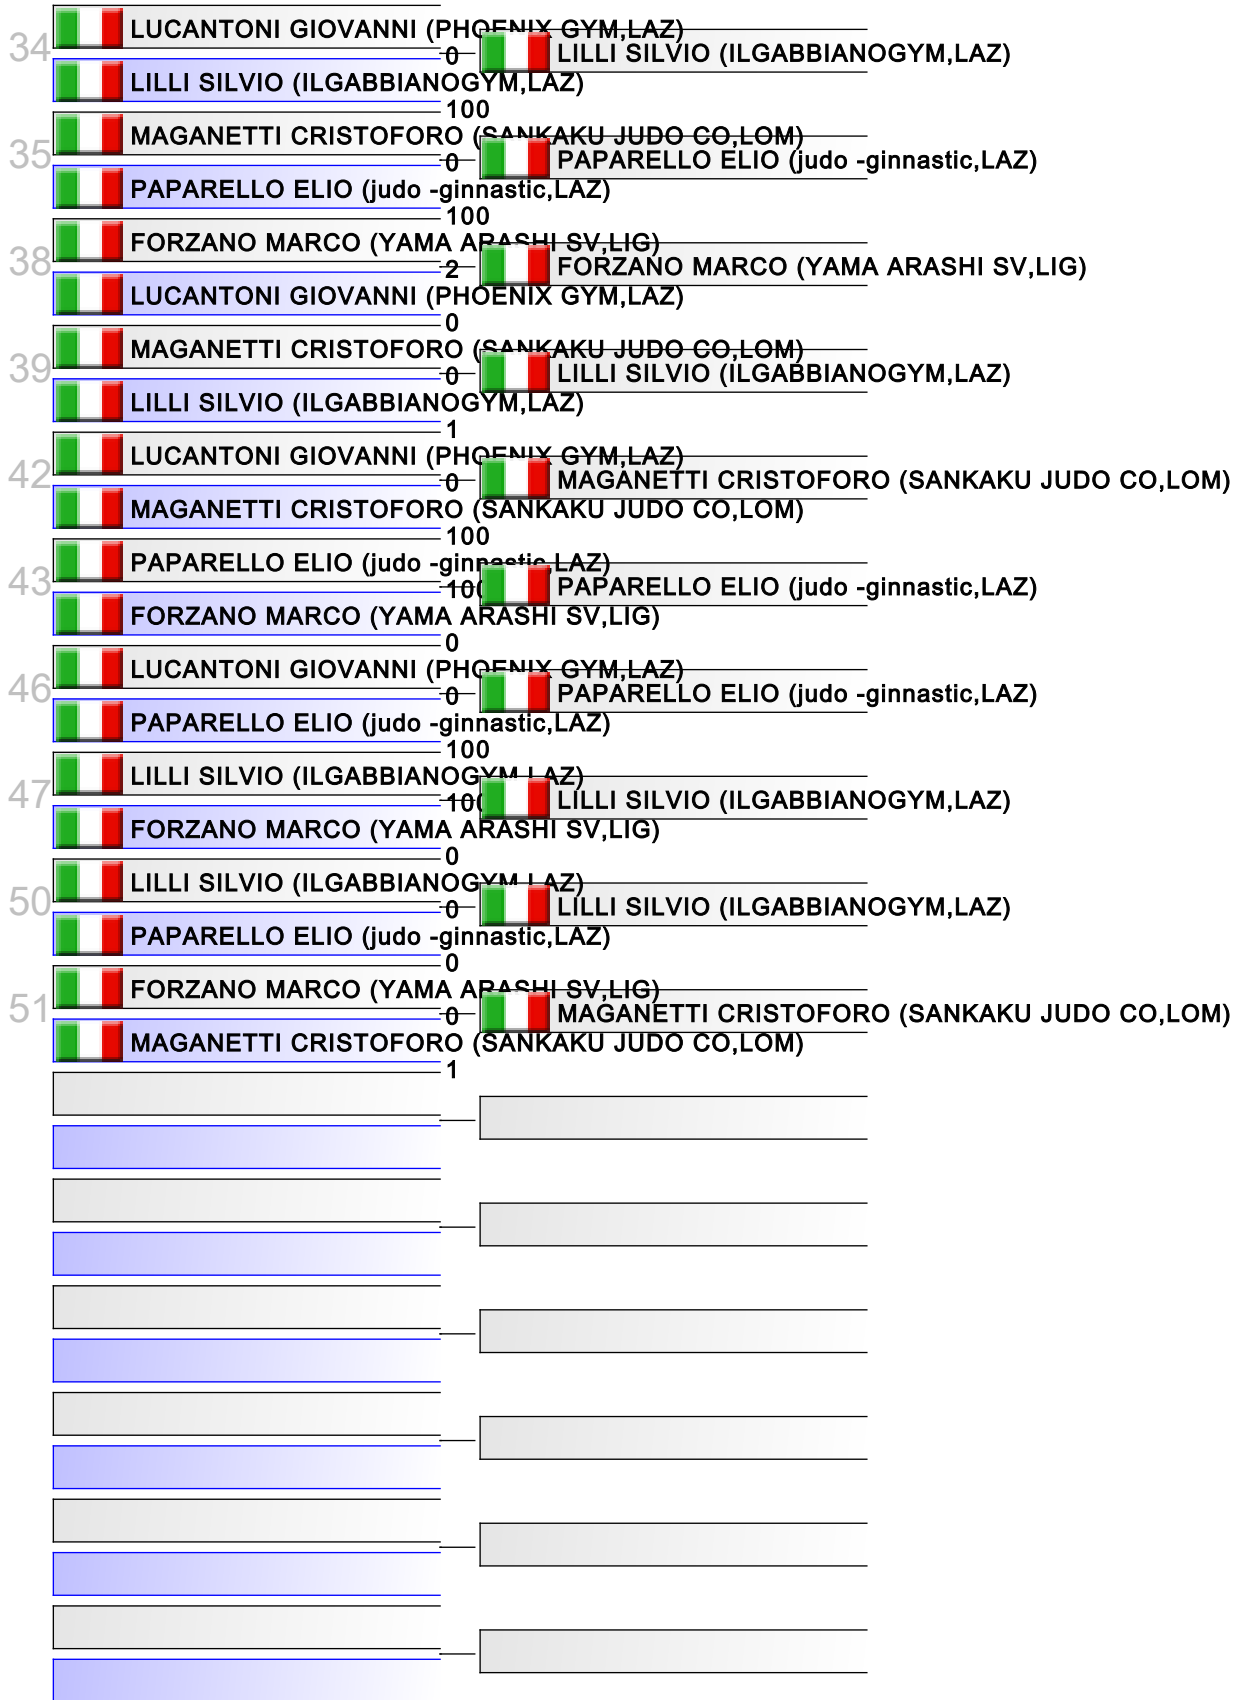 34
LUCANTONI GIOVANNI (PHOENIX GYM,LAZ)
0
LILLI SILVIO (ILGABBIANOGYM,LAZ)
LILLI SILVIO (ILGABBIANOGYM,LAZ)
100
35
MAGANETTI CRISTOFORO (SANKAKU JUDO CO,LOM)
0
PAPARELLO ELIO (judo -ginnastic,LAZ)
PAPARELLO ELIO (judo -ginnastic,LAZ)
100
38
FORZANO MARCO (YAMA ARASHI SV,LIG)
2
FORZANO MARCO (YAMA ARASHI SV,LIG)
LUCANTONI GIOVANNI (PHOENIX GYM,LAZ)
0
39
MAGANETTI CRISTOFORO (SANKAKU JUDO CO,LOM)
0
LILLI SILVIO (ILGABBIANOGYM,LAZ)
LILLI SILVIO (ILGABBIANOGYM,LAZ)
1
42
LUCANTONI GIOVANNI (PHOENIX GYM,LAZ)
0
MAGANETTI CRISTOFORO (SANKAKU JUDO CO,LOM)
MAGANETTI CRISTOFORO (SANKAKU JUDO CO,LOM)
100
43
PAPARELLO ELIO (judo -ginnastic,LAZ)
100
PAPARELLO ELIO (judo -ginnastic,LAZ)
FORZANO MARCO (YAMA ARASHI SV,LIG)
0
46
LUCANTONI GIOVANNI (PHOENIX GYM,LAZ)
0
PAPARELLO ELIO (judo -ginnastic,LAZ)
PAPARELLO ELIO (judo -ginnastic,LAZ)
100
47
LILLI SILVIO (ILGABBIANOGYM,LAZ)
100
LILLI SILVIO (ILGABBIANOGYM,LAZ)
FORZANO MARCO (YAMA ARASHI SV,LIG)
0
50
LILLI SILVIO (ILGABBIANOGYM,LAZ)
0
LILLI SILVIO (ILGABBIANOGYM,LAZ)
PAPARELLO ELIO (judo -ginnastic,LAZ)
0
51
FORZANO MARCO (YAMA ARASHI SV,LIG)
0
MAGANETTI CRISTOFORO (SANKAKU JUDO CO,LOM)
MAGANETTI CRISTOFORO (SANKAKU JUDO CO,LOM)
1